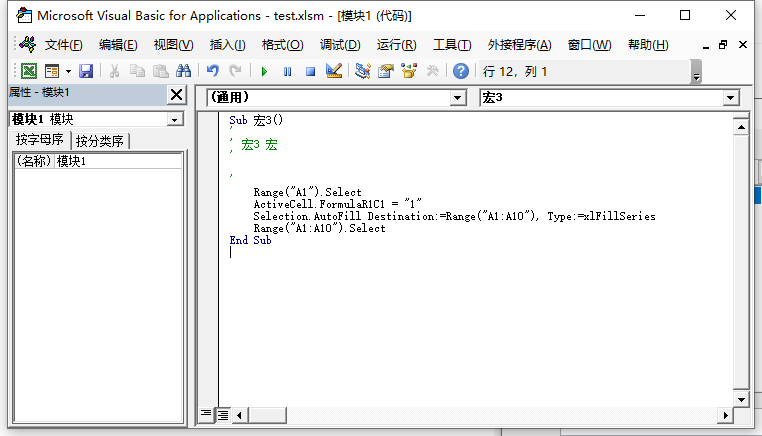 Microsoft Visual Basic for Applications - test.xlsm - [模块1 (代码)]
文件(F) 编辑(E) 视图(V) 插入(I) 格式(O) 调试(D) 运行(R) 工具(T) 外接程序(A) 窗口(W) 帮助(H)
行 12, 列 1
属性 - 模块1
模块1 模块
按字母序 按分类序
(名称) 模块1
(通用) 宏3
Sub 宏3()
'
' 宏3 宏
'

'
    Range("A1").Select
    ActiveCell.FormulaR1C1 = "1"
    Selection.AutoFill Destination:=Range("A1:A10"), Type:=xlFillSeries
    Range("A1:A10").Select
End Sub